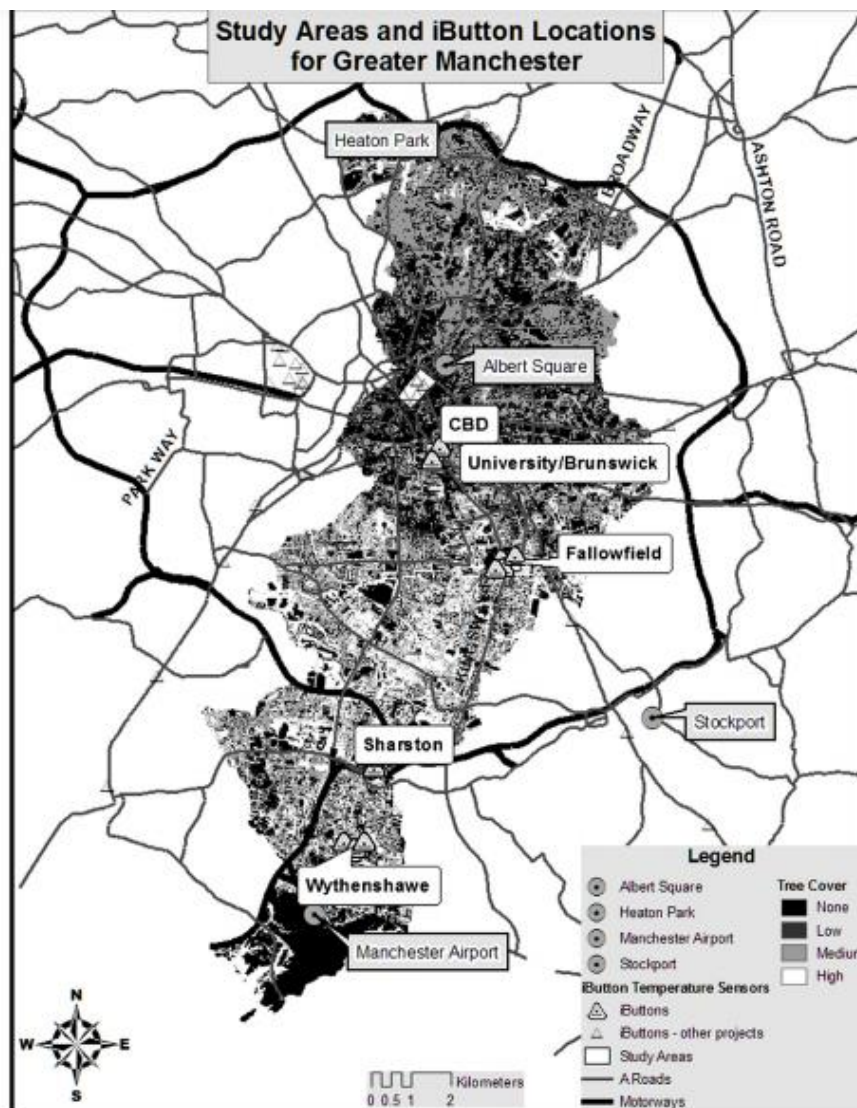 Study Areas and iButton Locations
for Greater Manchester
Heaton Park
BROADWAY
ASHTON ROAD
Albert Square
CBD
University/Brunswick
PARK WAY
Fallowfield
Stockport
Sharston
Wythenshawe
Manchester Airport
Legend
Albert Square
Heaton Park
Manchester Airport
Stockport
iButton Temperature Sensors
iButtons
iButtons - other projects
Study Areas
A Roads
Motorways
Tree Cover
None
Low
Medium
High
N
W E
S
Kilometers
0 0.5 1 2